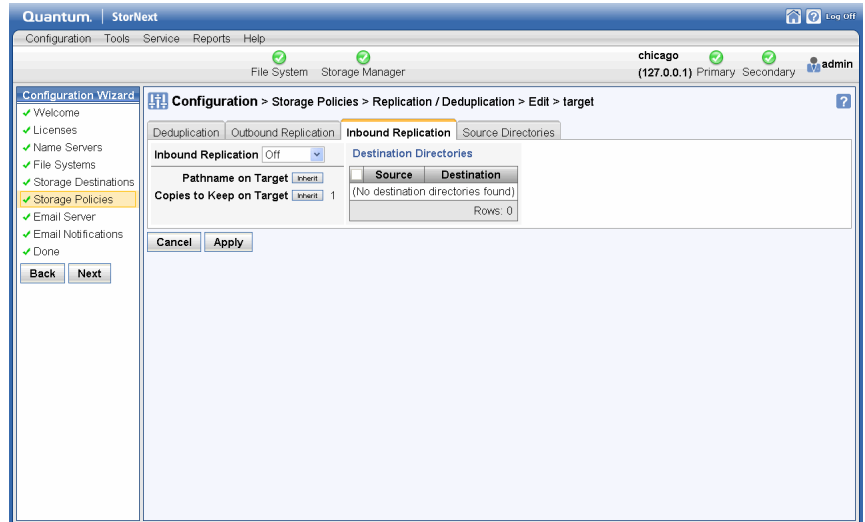 Quantum. StorNext
Log Off
Configuration Tools Service Reports Help
File System Storage Manager
chicago
(127.0.0.1) Primary Secondary
admin
Configuration Wizard
Welcome
Licenses
Name Servers
File Systems
Storage Destinations
Storage Policies
Email Server
Email Notifications
Done
Back Next
Configuration > Storage Policies > Replication / Deduplication > Edit > target
?
Deduplication Outbound Replication Inbound Replication Source Directories
Inbound Replication Off
Pathname on Target Inherit
Copies to Keep on Target Inherit 1
Destination Directories
Source Destination
(No destination directories found)
Rows: 0
Cancel Apply